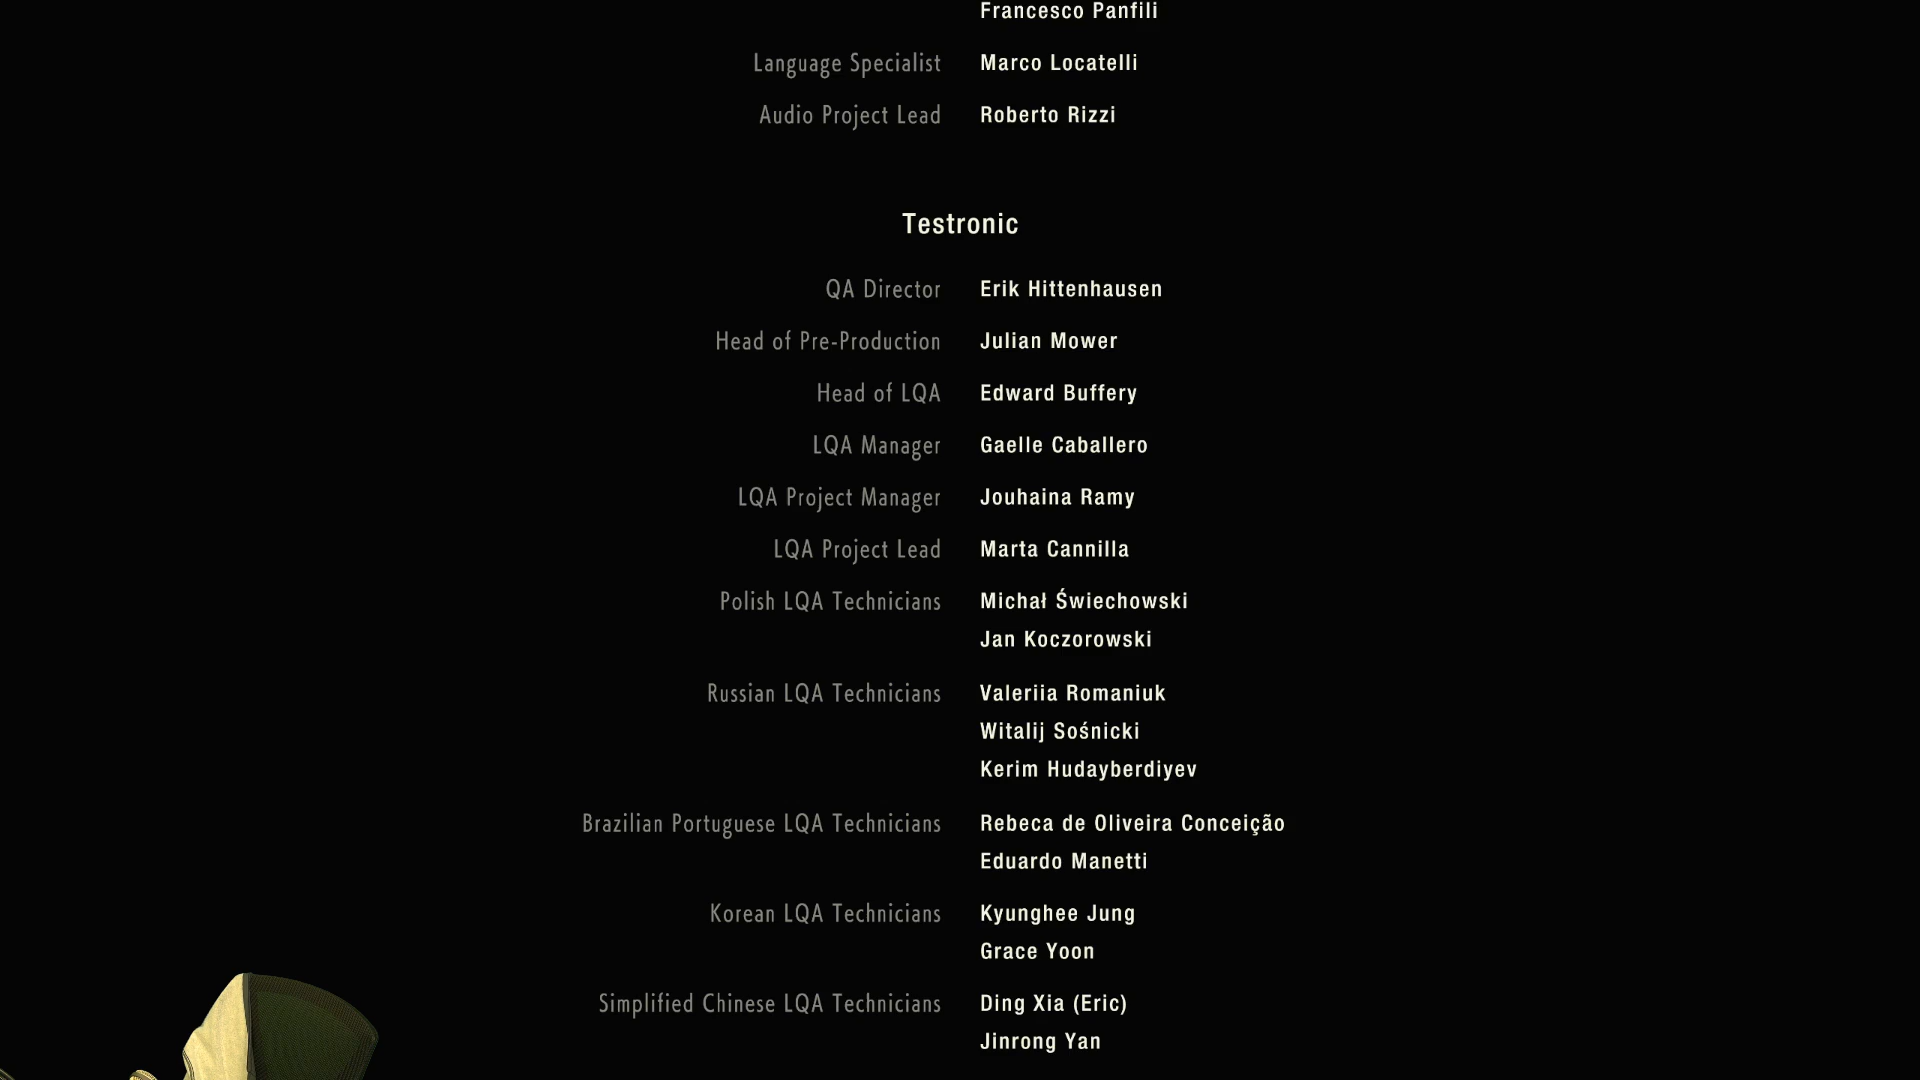 Francesco Panfili
Language Specialist Marco Locatelli
Audio Project Lead Roberto Rizzi
Testronic
QA Director Erik Hittenhausen
Head of Pre-Production Julian Mower
Head of LQA Edward Buffery
LQA Manager Gaelle Caballero
LQA Project Manager Jouhaina Ramy
LQA Project Lead Marta Cannilla
Polish LQA Technicians Michał Świechowski
Jan Koczorowski
Russian LQA Technicians Valeriia Romaniuk
Witalij Sośnicki
Kerim Hudayberdiyev
Brazilian Portuguese LQA Technicians Rebeca de Oliveira Conceição
Eduardo Manetti
Korean LQA Technicians Kyunghee Jung
Grace Yoon
Simplified Chinese LQA Technicians Ding Xia (Eric)
Jinrong Yan